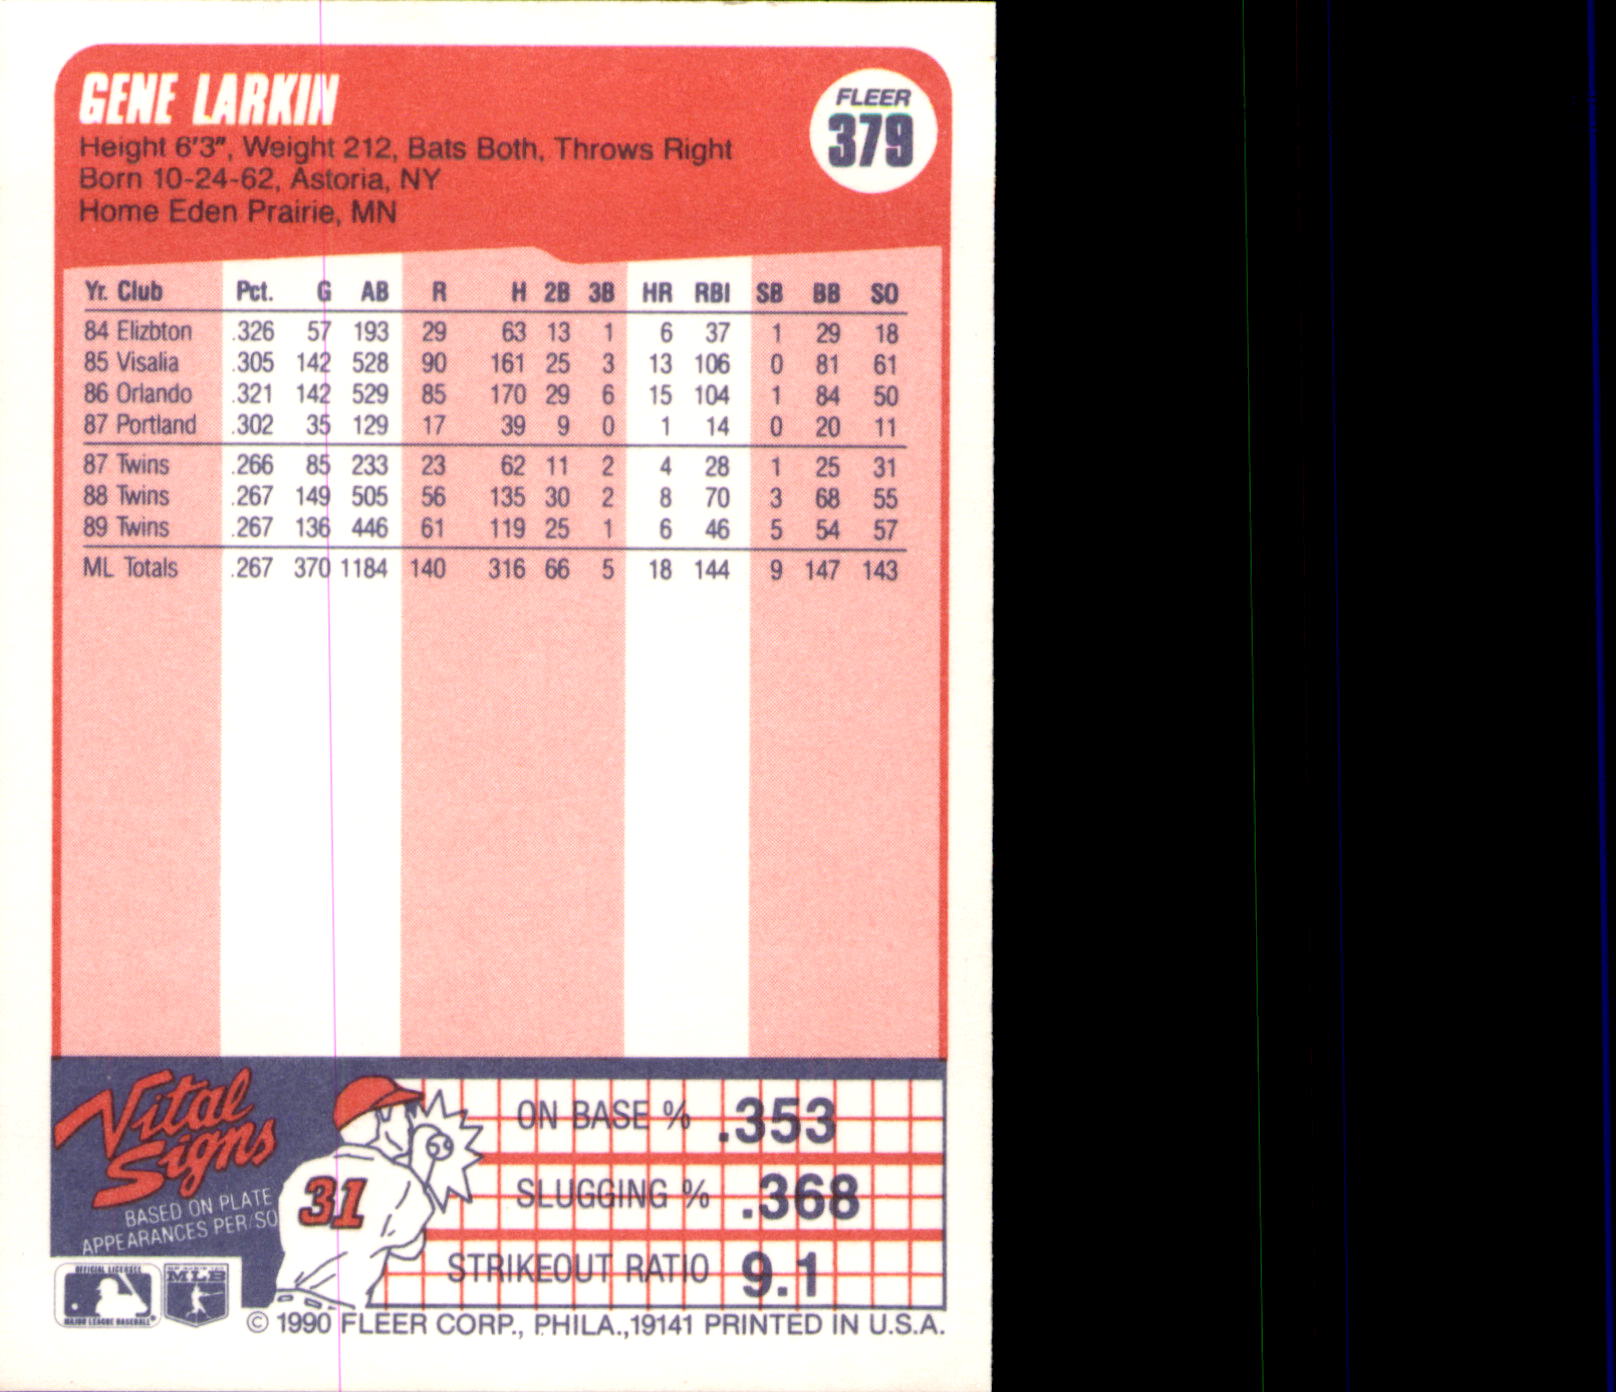 GENE LARKIN
FLEER
379
Height 6'3", Weight 212, Bats Both, Throws Right
Born 10-24-62, Astoria, NY
Home Eden Prairie, MN
Yr. Club Pct. G AB R H 2B 3B HR RBI SB BB SO
84 Elizbton .326 57 193 29 63 13 1 6 37 1 29 18
85 Visalia .305 142 528 90 161 25 3 13 106 0 81 61
86 Orlando .321 142 529 85 170 29 6 15 104 1 84 50
87 Portland .302 35 129 17 39 9 0 1 14 0 20 11
87 Twins .266 85 233 23 62 11 2 4 28 1 25 31
88 Twins .267 149 505 56 135 30 2 8 70 3 68 55
89 Twins .267 136 446 61 119 25 1 6 46 5 54 57
ML Totals .267 370 1184 140 316 66 5 18 144 9 147 143
Vital
Signs
BASED ON PLATE
APPEARANCES PER/SO
31
ON BASE % .353
SLUGGING % .368
STRIKEOUT RATIO 9.1
OFFICIAL LICENSEE
MAJOR LEAGUE BASEBALL®
MLB
© 1990 FLEER CORP., PHILA.,19141 PRINTED IN U.S.A.